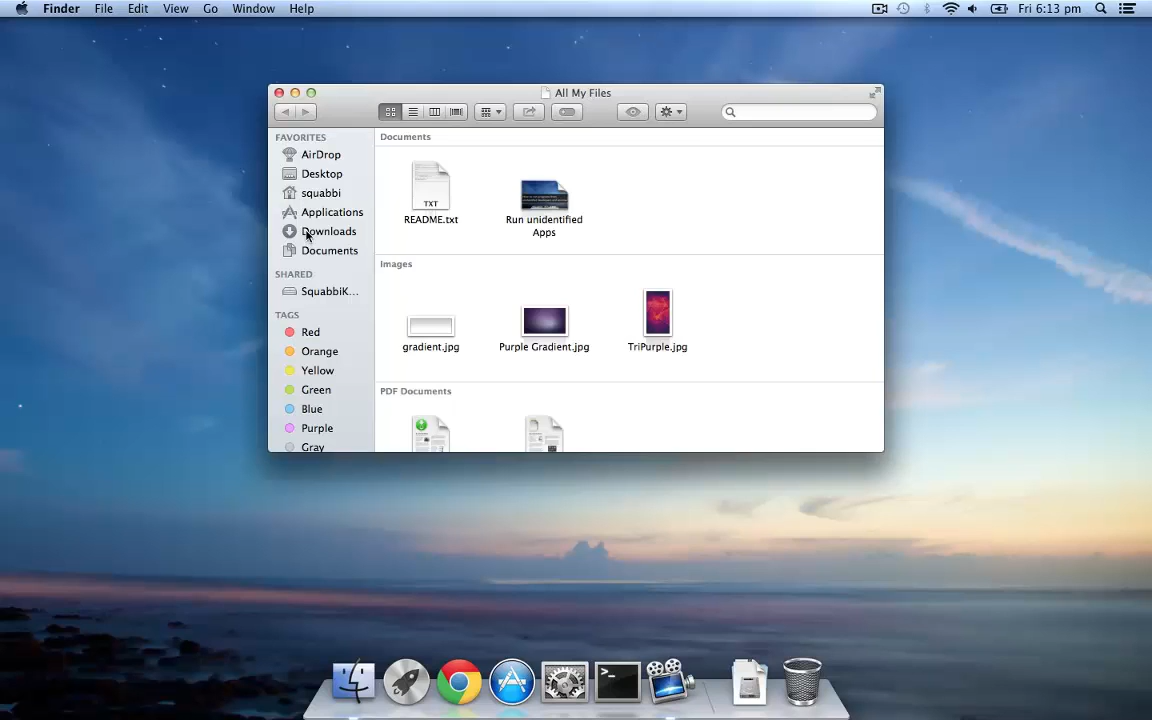 Finder File Edit View Go Window Help Fri 6:13 pm
All My Files
FAVORITES
AirDrop
Desktop
squabbi
Applications
Downloads
Documents
SHARED
SquabbiK...
TAGS
Red
Orange
Yellow
Green
Blue
Purple
Gray
Documents
TXT
README.txt
Run unidentified
Apps
Images
gradient.jpg
Purple Gradient.jpg
TriPurple.jpg
PDF Documents
>_